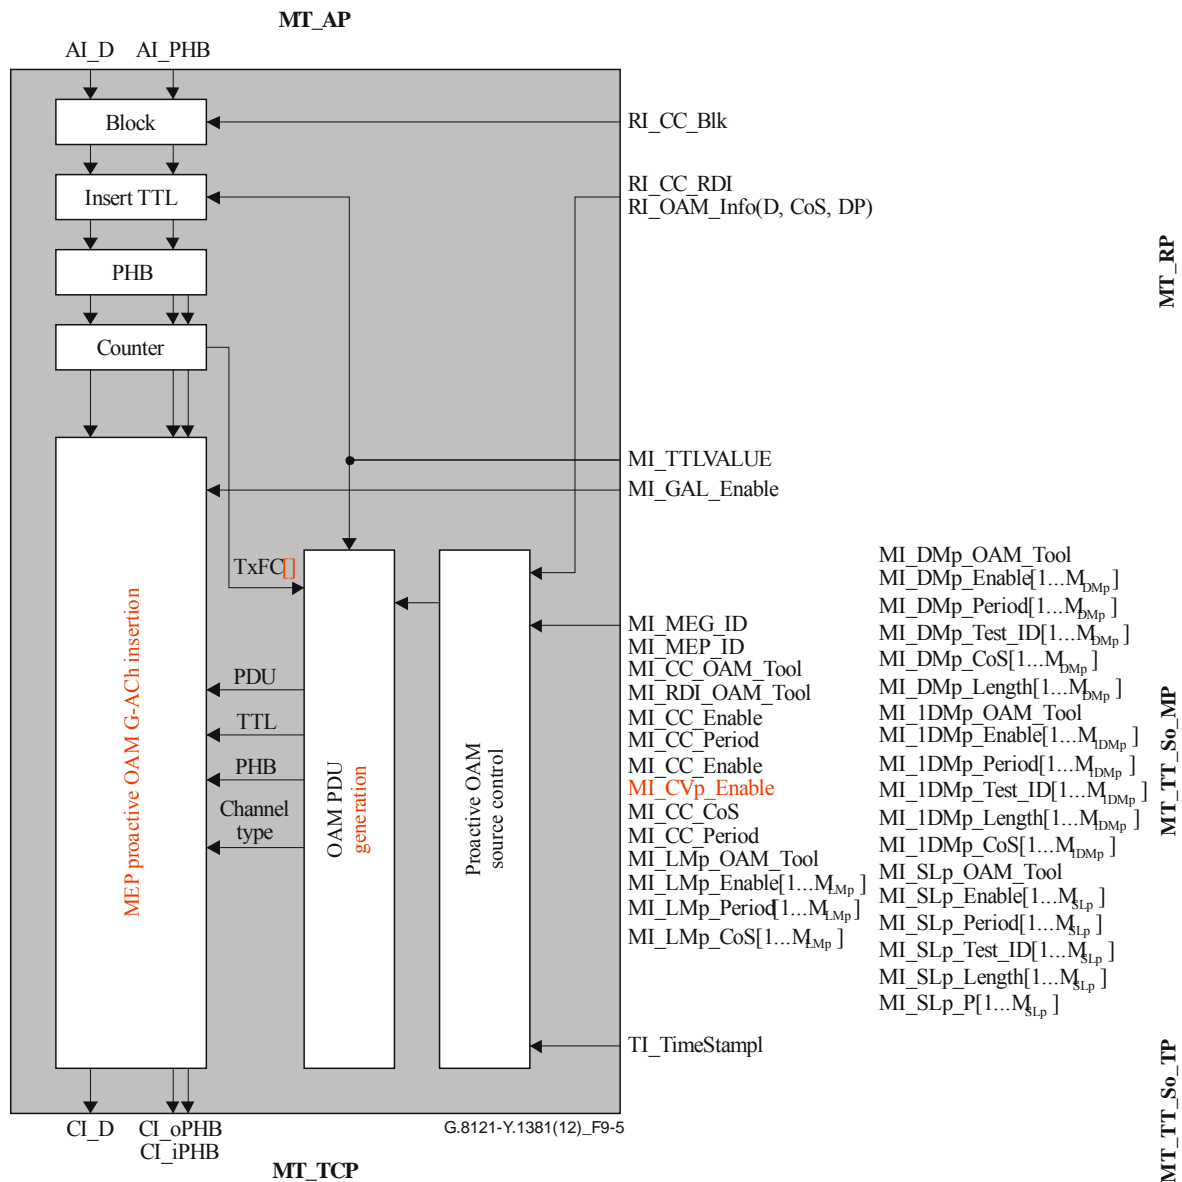 MT_AP
AI_D AI_PHB
Block
RI_CC_Blk
Insert TTL
RI_CC_RDI
RI_OAM_Info(D, CoS, DP)
MT_RP
PHB
Counter
MI_TTLVALUE
MI_GAL_Enable
TxFC[]
PDU
TTL
PHB
Channel
type
MEP proactive OAM G-ACh insertion
OAM PDU
generation
Proactive OAM
source control
MI_MEG_ID
MI_MEP_ID
MI_CC_OAM_Tool
MI_RDI_OAM_Tool
MI_CC_Enable
MI_CC_Period
MI_CC_Enable
MI_CVp_Enable
MI_CC_CoS
MI_CC_Period
MI_LMp_OAM_Tool
MI_LMp_Enable[1...MLMp ]
MI_LMp_Period[1...MLMp ]
MI_LMp_CoS[1...MLMp ]
MI_DMp_OAM_Tool
MI_DMp_Enable[1...MDMp]
MI_DMp_Period[1...MDMp]
MI_DMp_Test_ID[1...MDMp]
MI_DMp_CoS[1...MDMp]
MI_DMp_Length[1...MDMp]
MI_1DMp_OAM_Tool
MI_1DMp_Enable[1...M1DMp ]
MI_1DMp_Period[1...M1DMp ]
MI_1DMp_Test_ID[1...M1DMp ]
MI_1DMp_Length[1...M1DMp ]
MI_1DMp_CoS[1...M1DMp ]
MI_SLp_OAM_Tool
MI_SLp_Enable[1...MSLp ]
MI_SLp_Period[1...MSLp ]
MI_SLp_Test_ID[1...MSLp ]
MI_SLp_Length[1...MSLp ]
MI_SLp_P[1...MSLp ]
MT_TT_So_MP
TI_TimeStampl
MT_TT_So_TP
CI_D CI_oPHB
CI_iPHB
G.8121-Y.1381(12)_F9-5
MT_TCP